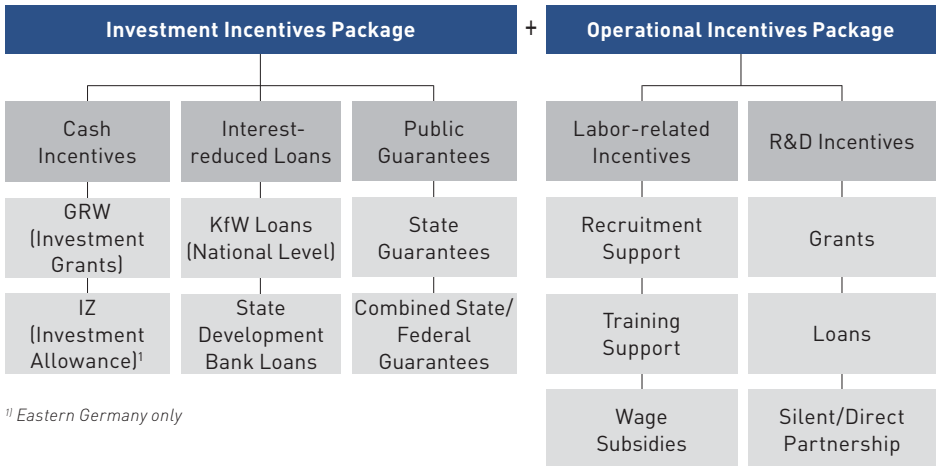 Investment Incentives Package
+
Operational Incentives Package
Cash
Incentives
Interest-
reduced Loans
Public
Guarantees
Labor-related
Incentives
R&D Incentives
GRW
(Investment
Grants)
KfW Loans
(National Level)
State
Guarantees
Recruitment
Support
Grants
IZ
(Investment
Allowance)¹
State
Development
Bank Loans
Combined State/
Federal
Guarantees
Training
Support
Loans
Wage
Subsidies
Silent/Direct
Partnership
¹⁾ Eastern Germany only